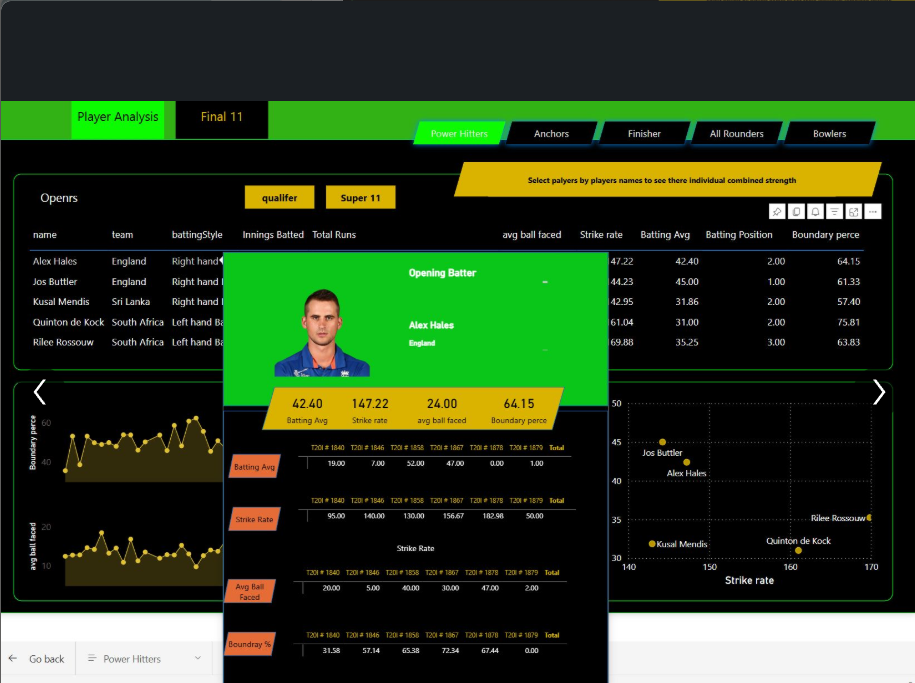 Player Analysis
Final 11
Power Hitters
Anchors
Finisher
All Rounders
Bowlers
Select palyers by players names to see there individual combined strength
Openrs
qualifer
Super 11
name team battingStyle Innings Batted Total Runs avg ball faced Strike rate Batting Avg Batting Position Boundary perce
Alex Hales England Right hand 47.22 42.40 2.00 64.15
Jos Buttler England Right hand 44.23 45.00 1.00 61.33
Kusal Mendis Sri Lanka Right hand 42.95 31.86 2.00 57.40
Quinton de Kock South Africa Left hand Ba 61.04 31.00 2.00 75.81
Rilee Rossouw South Africa Left hand Ba 69.88 35.25 3.00 63.83
Opening Batter
Alex Hales
England
42.40 147.22 24.00 64.15
Batting Avg Strike rate avg ball faced Boundary perce
T20I # 1840 T20I # 1846 T20I # 1858 T20I # 1867 T20I # 1878 T20I # 1879 Total
Batting Avg
19.00 7.00 52.00 47.00 0.00 1.00
T20I # 1840 T20I # 1846 T20I # 1858 T20I # 1867 T20I # 1878 T20I # 1879 Total
Strike Rate
95.00 140.00 130.00 156.67 182.98 50.00
Strike Rate
T20I # 1840 T20I # 1846 T20I # 1858 T20I # 1867 T20I # 1878 T20I # 1879 Total
Avg Ball
Faced
20.00 5.00 40.00 30.00 47.00 2.00
T20I # 1840 T20I # 1846 T20I # 1858 T20I # 1867 T20I # 1878 T20I # 1879 Total
Boundray %
31.58 57.14 65.38 72.34 67.44 0.00
Boundary perce
60
40
avg ball faced
20
10
50
45
40
35
30
Jos Buttler
Alex Hales
Rilee Rossouw
Quinton de Kock
Kusal Mendis
140 150 160 170
Strike rate
Go back
Power Hitters